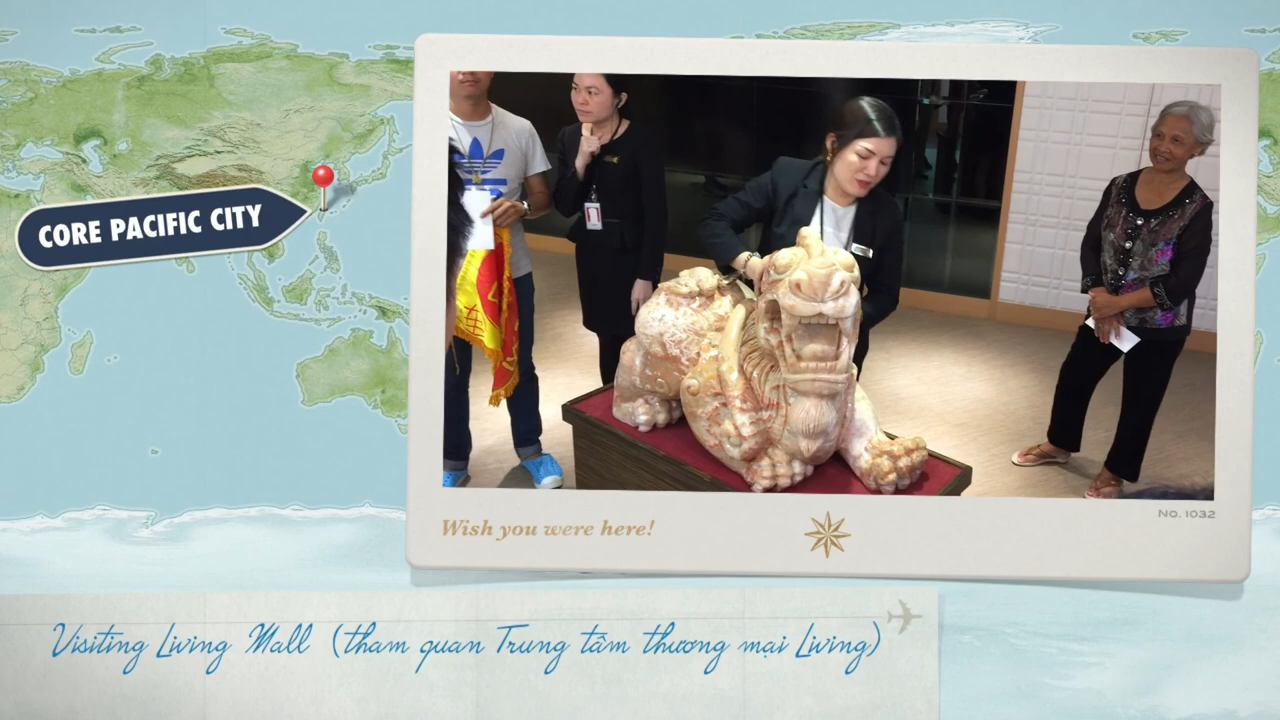 CORE PACIFIC CITY
Wish you were here!
NO. 1032
Visiting Living Mall (tham quan Trung tâm thương mại Living)